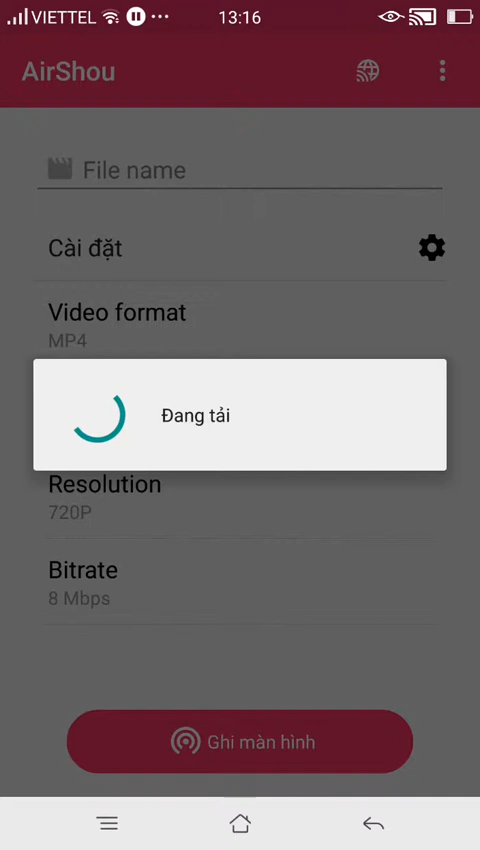 VIETTEL 13:16
AirShou
File name
Cài đặt
Video format
MP4
Đang tải
Resolution
720P
Bitrate
8 Mbps
Ghi màn hình